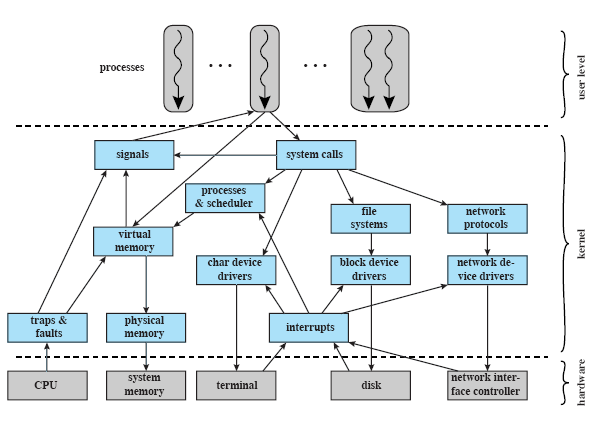 processes
user level
signals
system calls
processes
& scheduler
file
systems
network
protocols
virtual
memory
char device
drivers
block device
drivers
network de-
vice drivers
kernel
traps &
faults
physical
memory
interrupts
CPU
system
memory
terminal
disk
network inter-
face controller
hardware